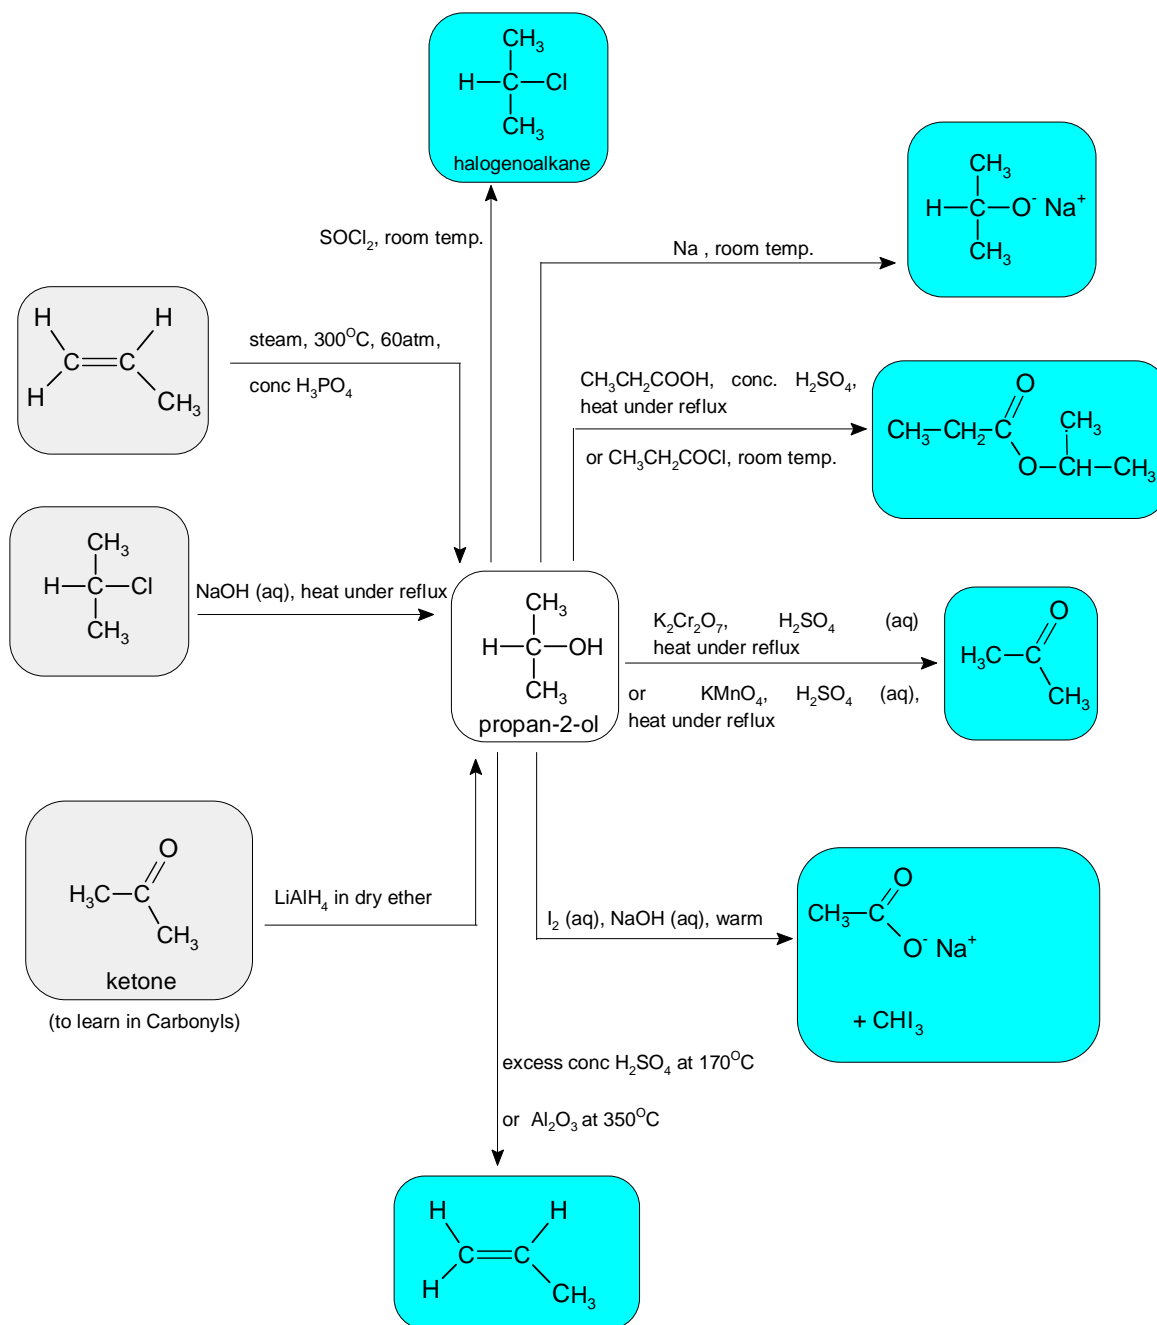 CH₃
H—C—Cl
CH₃
halogenoalkane
SOCl₂, room temp.
Na , room temp.
CH₃
H—C—O⁻ Na⁺
CH₃
H H
C=C
H CH₃
steam, 300°C, 60atm,
conc H₃PO₄
CH₃CH₂COOH, conc. H₂SO₄,
heat under reflux
or CH₃CH₂COCl, room temp.
O
CH₃
CH₃—CH₂—C
O—CH—CH₃
CH₃
H—C—Cl
CH₃
NaOH (aq), heat under reflux
CH₃
H—C—OH
CH₃
propan-2-ol
K₂Cr₂O₇, H₂SO₄ (aq)
heat under reflux
or KMnO₄, H₂SO₄ (aq),
heat under reflux
O
H₃C—C
CH₃
O
H₃C—C
CH₃
ketone
(to learn in Carbonyls)
LiAlH₄ in dry ether
I₂ (aq), NaOH (aq), warm
O
CH₃—C
O⁻ Na⁺
+ CHI₃
excess conc H₂SO₄ at 170°C
or Al₂O₃ at 350°C
H H
C=C
H CH₃